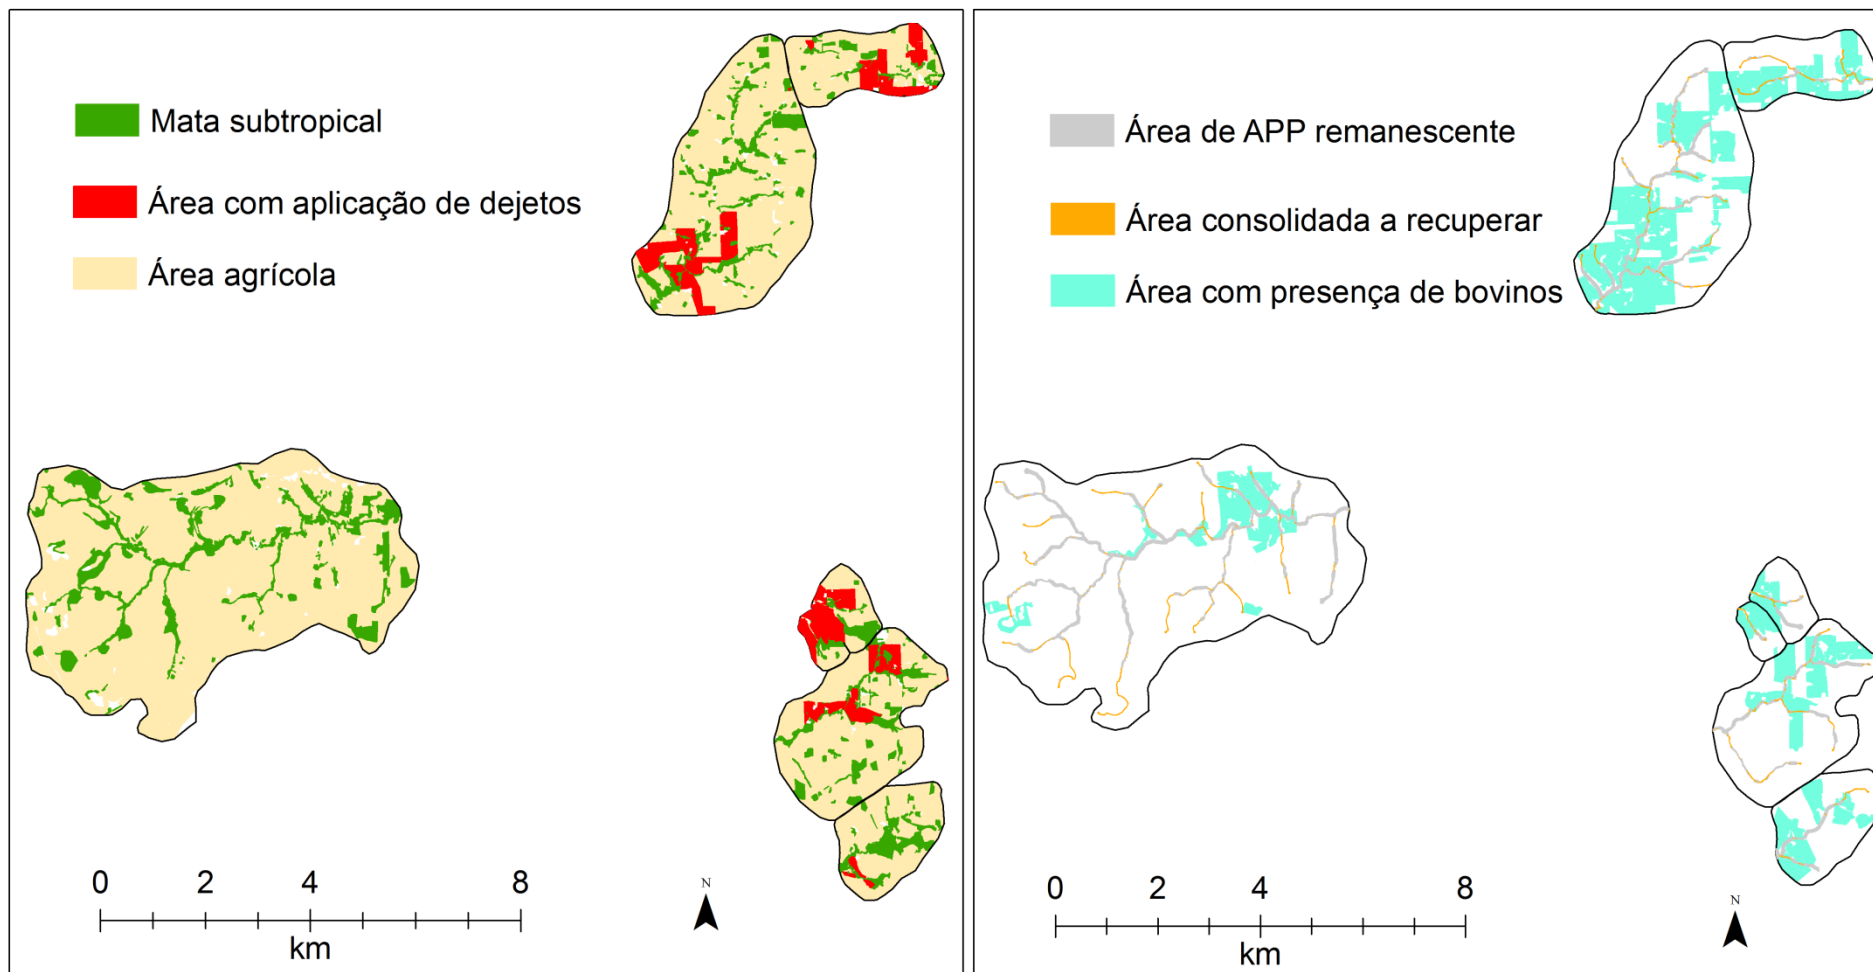 Mata subtropical
Área com aplicação de dejetos
Área agrícola
0 2 4 8
km
N
Área de APP remanescente
Área consolidada a recuperar
Área com presença de bovinos
0 2 4 8
km
N